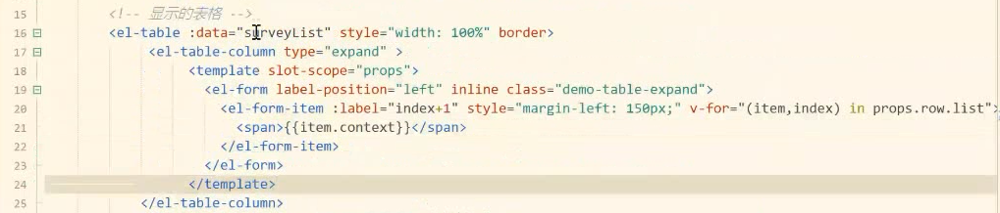 15 <!-- 显示的表格 -->
16 <el-table :data="surveyList" style="width: 100%" border>
17 <el-table-column type="expand" >
18 <template slot-scope="props">
19 <el-form label-position="left" inline class="demo-table-expand">
20 <el-form-item :label="index+1" style="margin-left: 150px;" v-for="(item,index) in props.row.list">
21 <span>{{item.context}}</span>
22 </el-form-item>
23 </el-form>
24 </template>
25 </el-table-column>